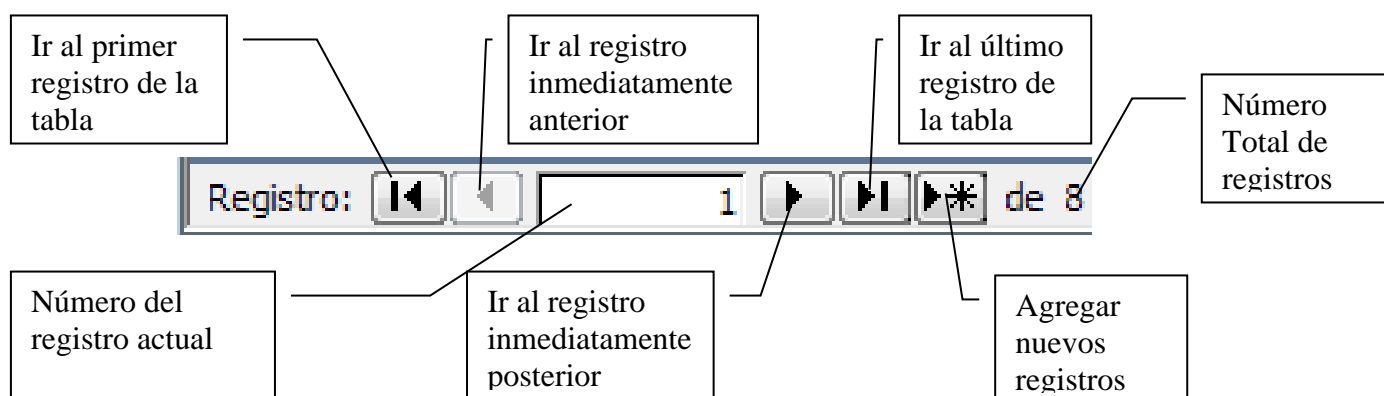 Ir al primer
registro de la
tabla
Ir al registro
inmediatamente
anterior
Ir al último
registro de
la tabla
Número
Total de
registros
Registro: 1 de 8
Número del
registro actual
Ir al registro
inmediatamente
posterior
Agregar
nuevos
registros